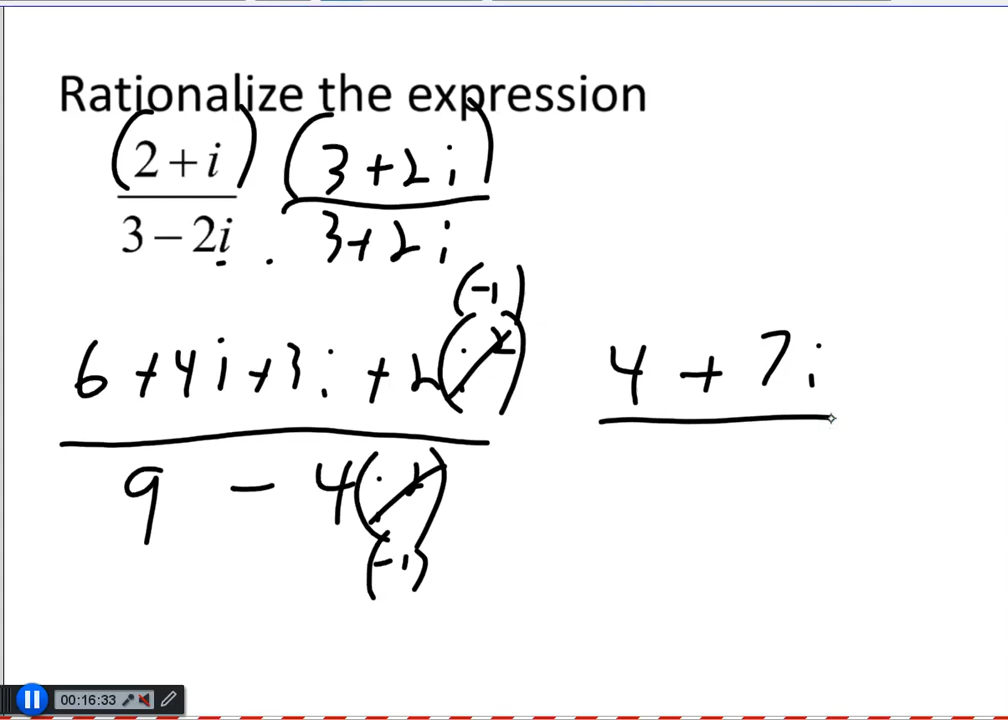 Rationalize the expression
(2 + i) (3 + 2i)
3 − 2i . 3 + 2i
(-1)
6 + 4i + 3i + 2(i²) 4 + 7i
9 − 4(i²)
(-1)
00:16:33